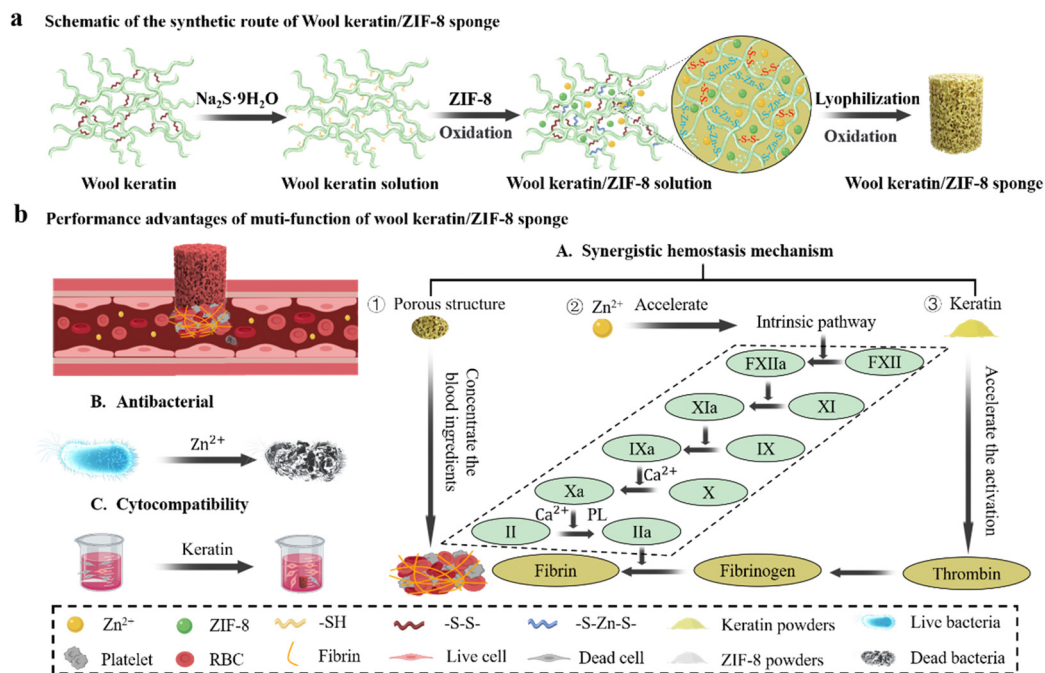 a Schematic of the synthetic route of Wool keratin/ZIF-8 sponge
Na₂S·9H₂O
ZIF-8
Oxidation
Lyophilization
Oxidation
-S-S-
-S-Zn-S-
-S-S-
-S-Zn-S-
-S-S-
-S-Zn-S-
-S-S-
-S-Zn-S-
Wool keratin
Wool keratin solution
Wool keratin/ZIF-8 solution
Wool keratin/ZIF-8 sponge
b Performance advantages of muti-function of wool keratin/ZIF-8 sponge
A. Synergistic hemostasis mechanism
① Porous structure
② Zn²⁺ Accelerate
Intrinsic pathway
③ Keratin
Concentrate the
blood ingredients
FXIIa
FXII
XIa
XI
IXa
IX
Ca²⁺
Xa
X
Ca²⁺ PL
II
IIa
Accelerate the activation
Fibrin
Fibrinogen
Thrombin
B. Antibacterial
Zn²⁺
C. Cytocompatibility
Keratin
Zn²⁺ ZIF-8 -SH -S-S- -S-Zn-S- Keratin powders Live bacteria
Platelet RBC Fibrin Live cell Dead cell ZIF-8 powders Dead bacteria